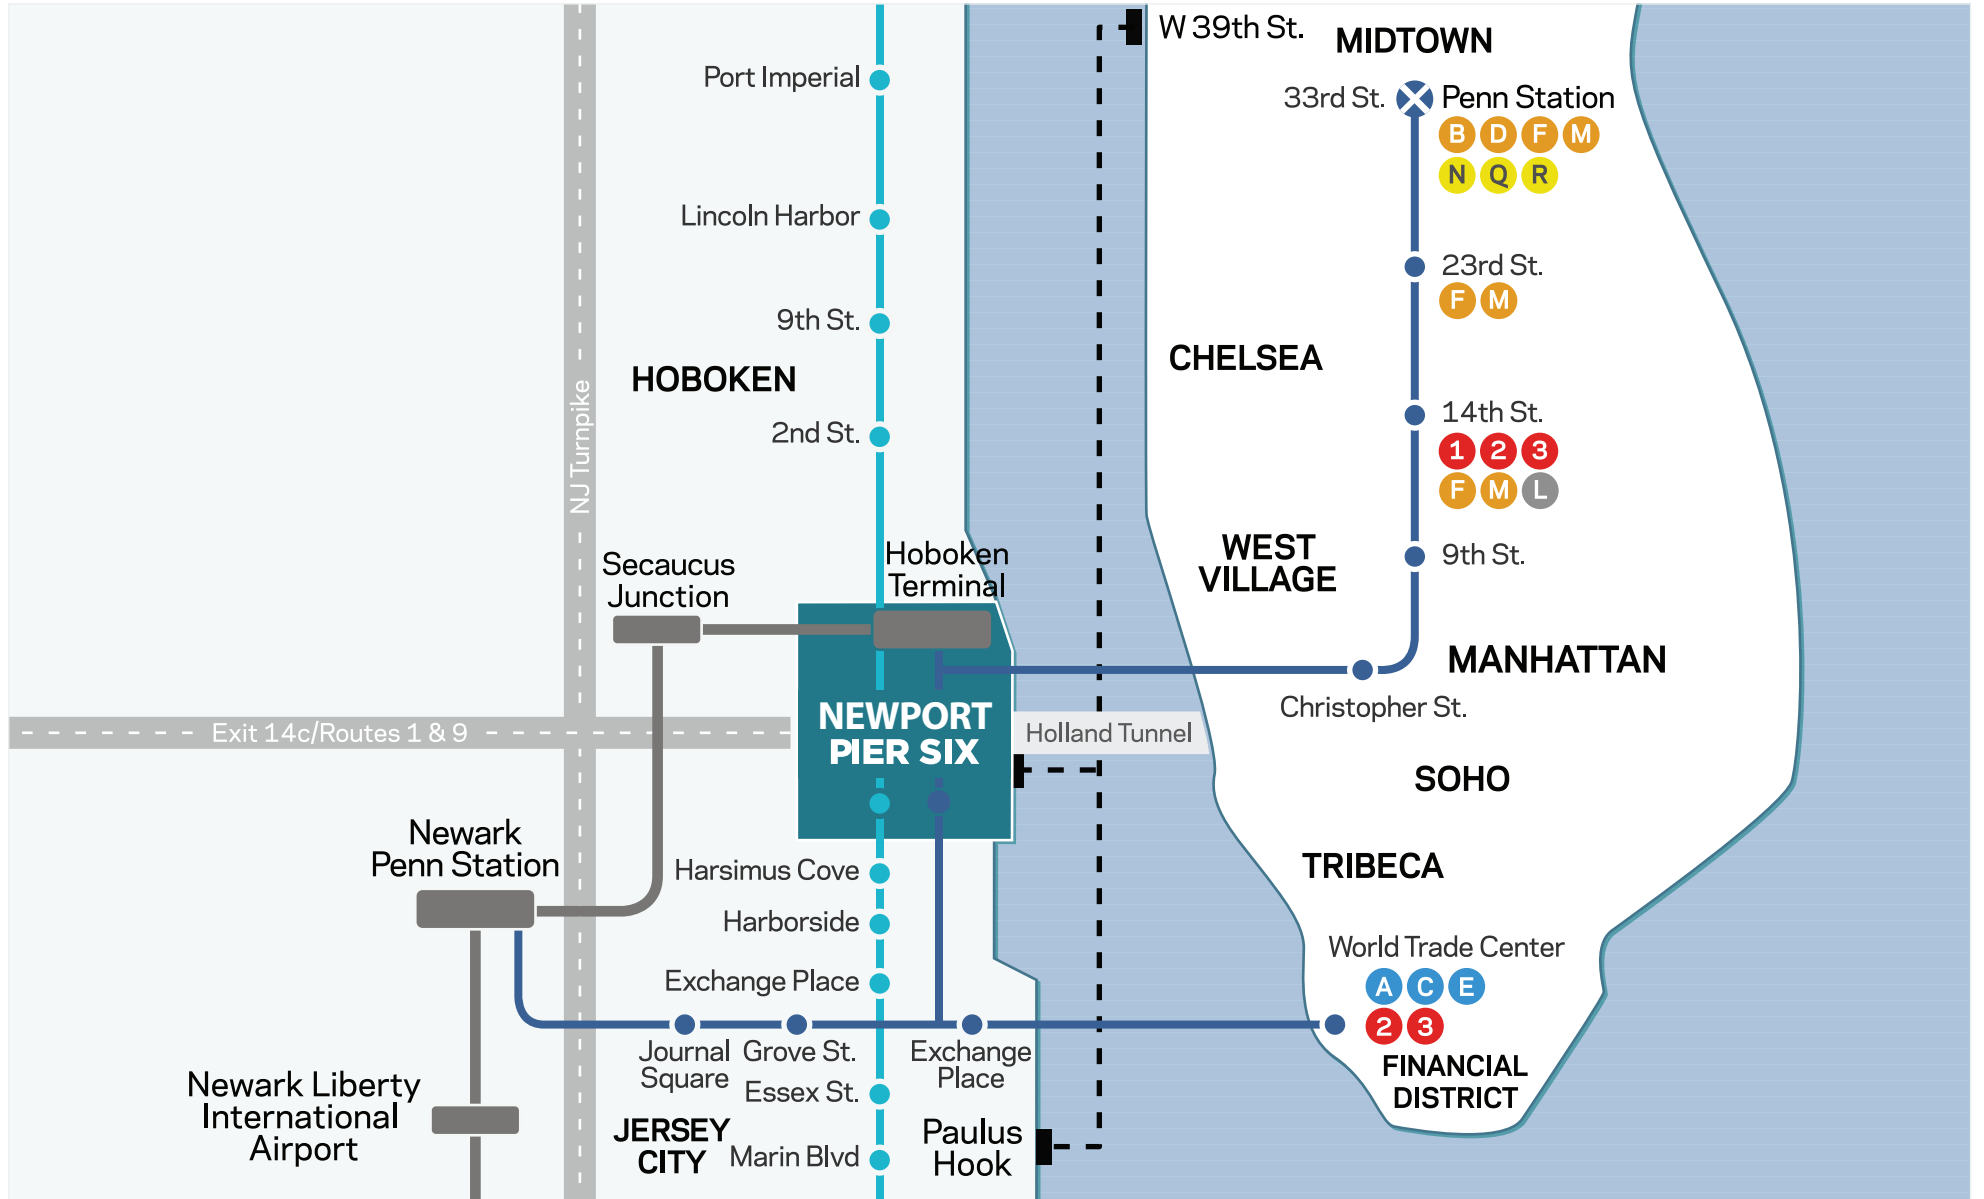 W 39th St.
MIDTOWN
Port Imperial
33rd St.
Penn Station
B D F M
N Q R
Lincoln Harbor
23rd St.
F M
9th St.
CHELSEA
HOBOKEN
NJ Turnpike
14th St.
1 2 3
F M L
2nd St.
Hoboken
Terminal
Secaucus
Junction
WEST
VILLAGE
9th St.
MANHATTAN
Christopher St.
NEWPORT
PIER SIX
Exit 14c/Routes 1 & 9
Holland Tunnel
SOHO
Newark
Penn Station
Harsimus Cove
TRIBECA
Harborside
World Trade Center
A C E
2 3
Exchange Place
Journal
Square
Grove St.
Exchange
Place
FINANCIAL
DISTRICT
Essex St.
Newark Liberty
International
Airport
JERSEY
CITY
Marin Blvd
Paulus
Hook